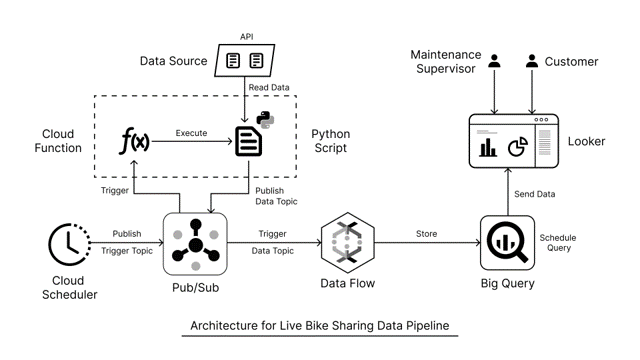 API
Data Source
Read Data
Maintenance
Supervisor
Customer
Cloud
Function
f(x)
Execute
Python
Script
Looker
Trigger
Publish
Data Topic
Send Data
Publish
Trigger Topic
Trigger
Data Topic
Store
Schedule
Query
Cloud
Scheduler
Pub/Sub
Data Flow
Big Query
Architecture for Live Bike Sharing Data Pipeline